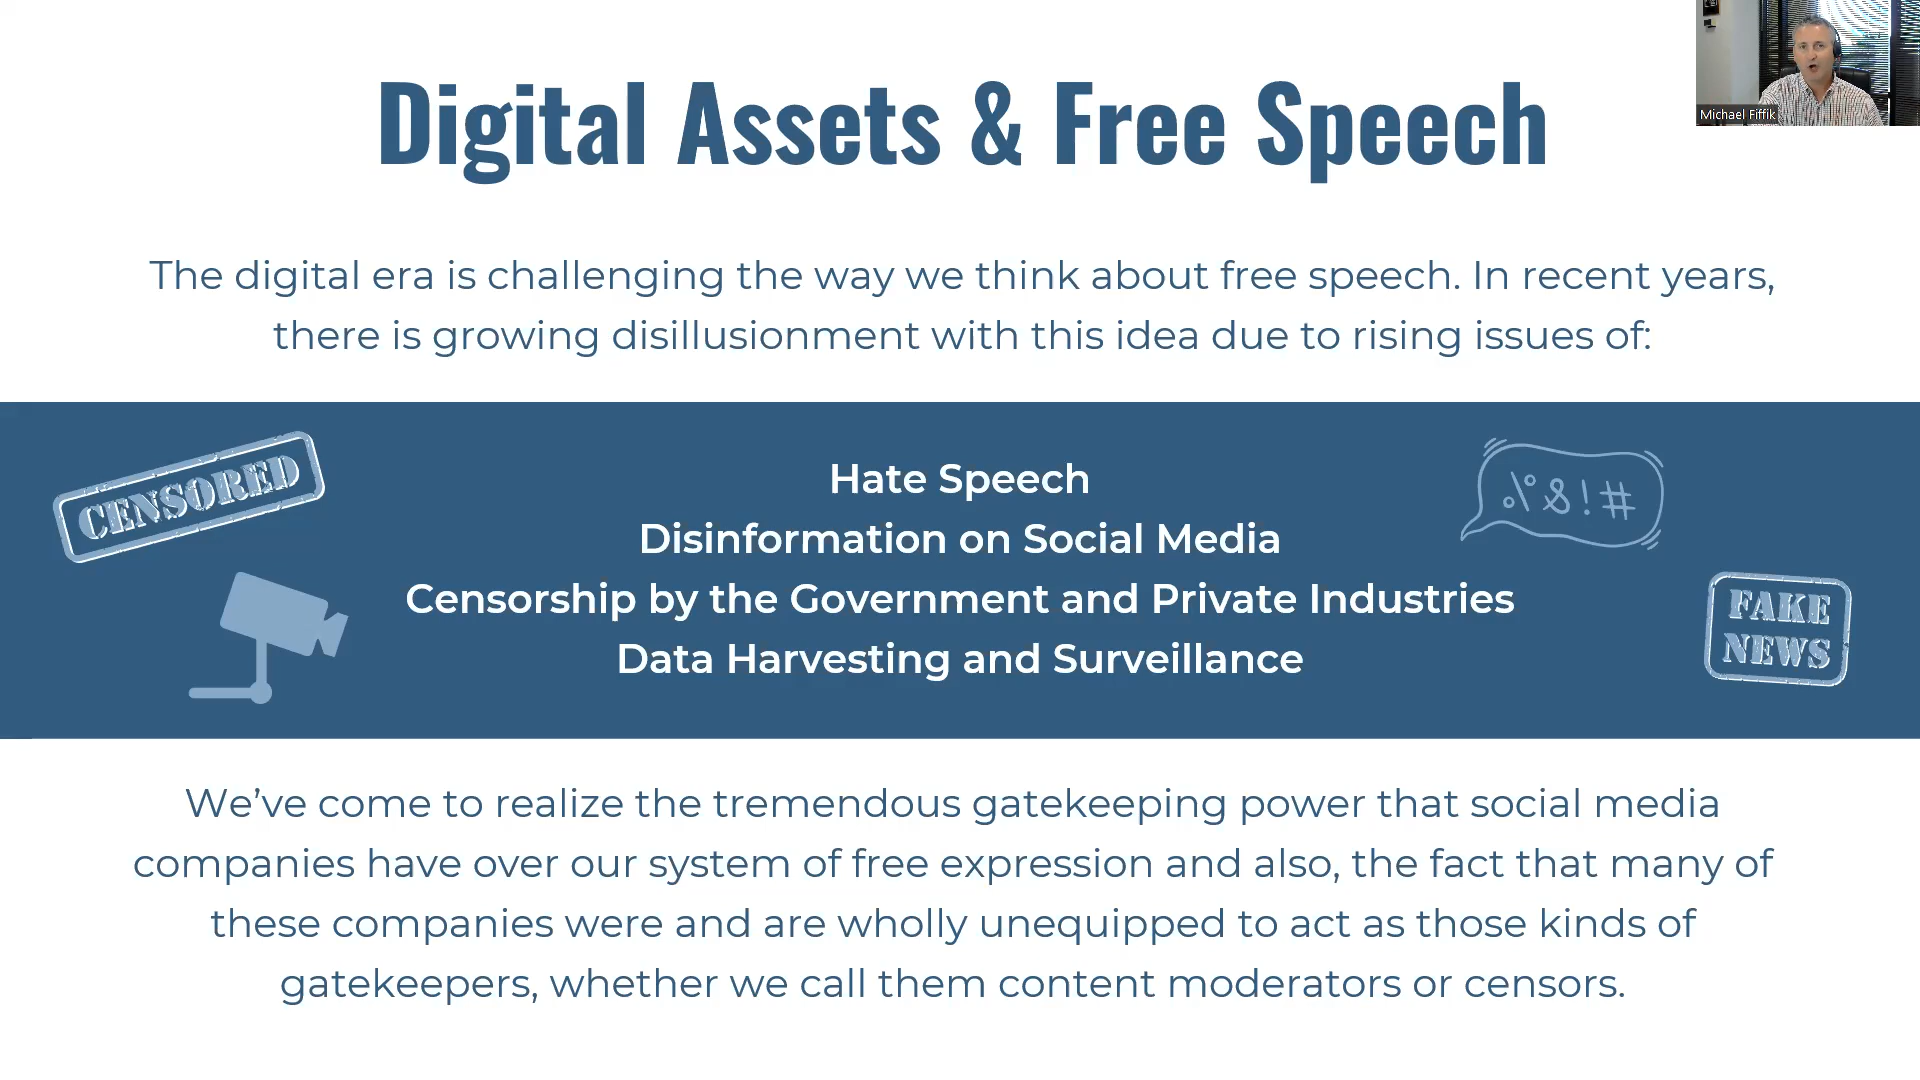 Digital Assets & Free Speech
Michael Fiffik
The digital era is challenging the way we think about free speech. In recent years,
there is growing disillusionment with this idea due to rising issues of:
CENSORED
Hate Speech
Disinformation on Social Media
Censorship by the Government and Private Industries
Data Harvesting and Surveillance
.\°&!#
FAKE
NEWS
We’ve come to realize the tremendous gatekeeping power that social media
companies have over our system of free expression and also, the fact that many of
these companies were and are wholly unequipped to act as those kinds of
gatekeepers, whether we call them content moderators or censors.